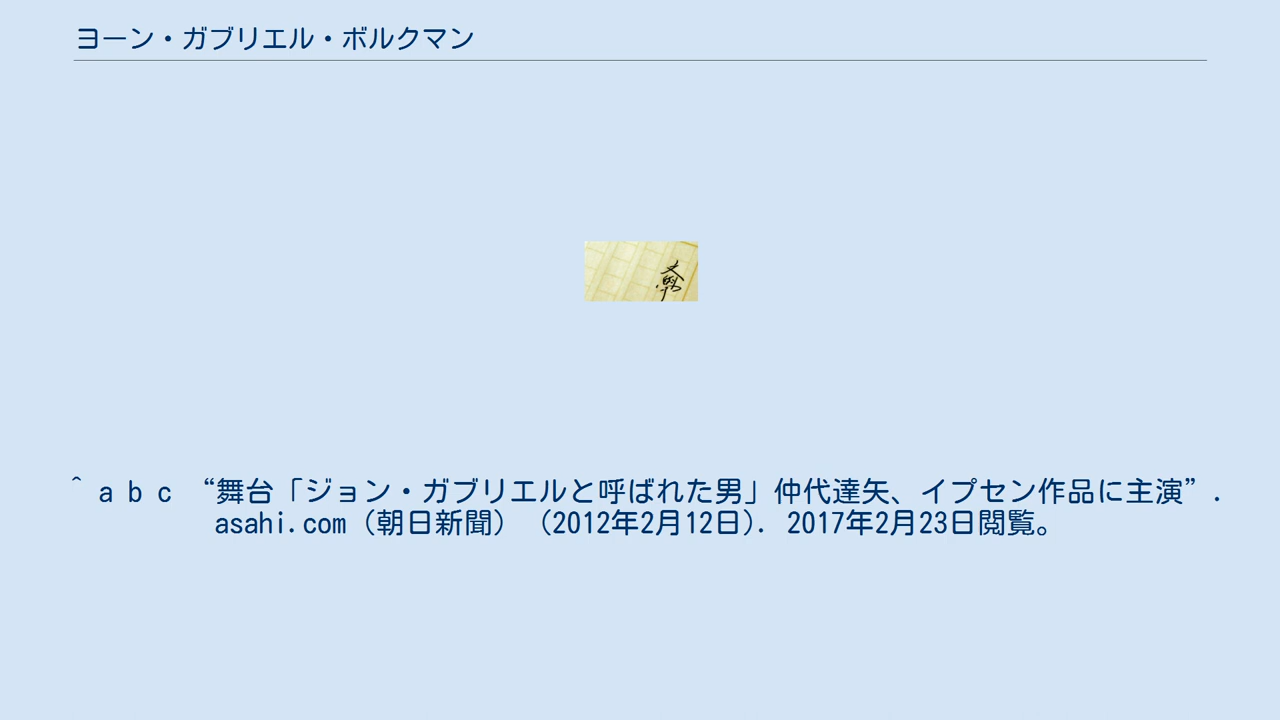 ヨーン・ガブリエル・ボルクマン
^ a b c “舞台「ジョン・ガブリエルと呼ばれた男」仲代達矢、イプセン作品に主演”.
asahi.com（朝日新聞）（2012年2月12日). 2017年2月23日閲覧。